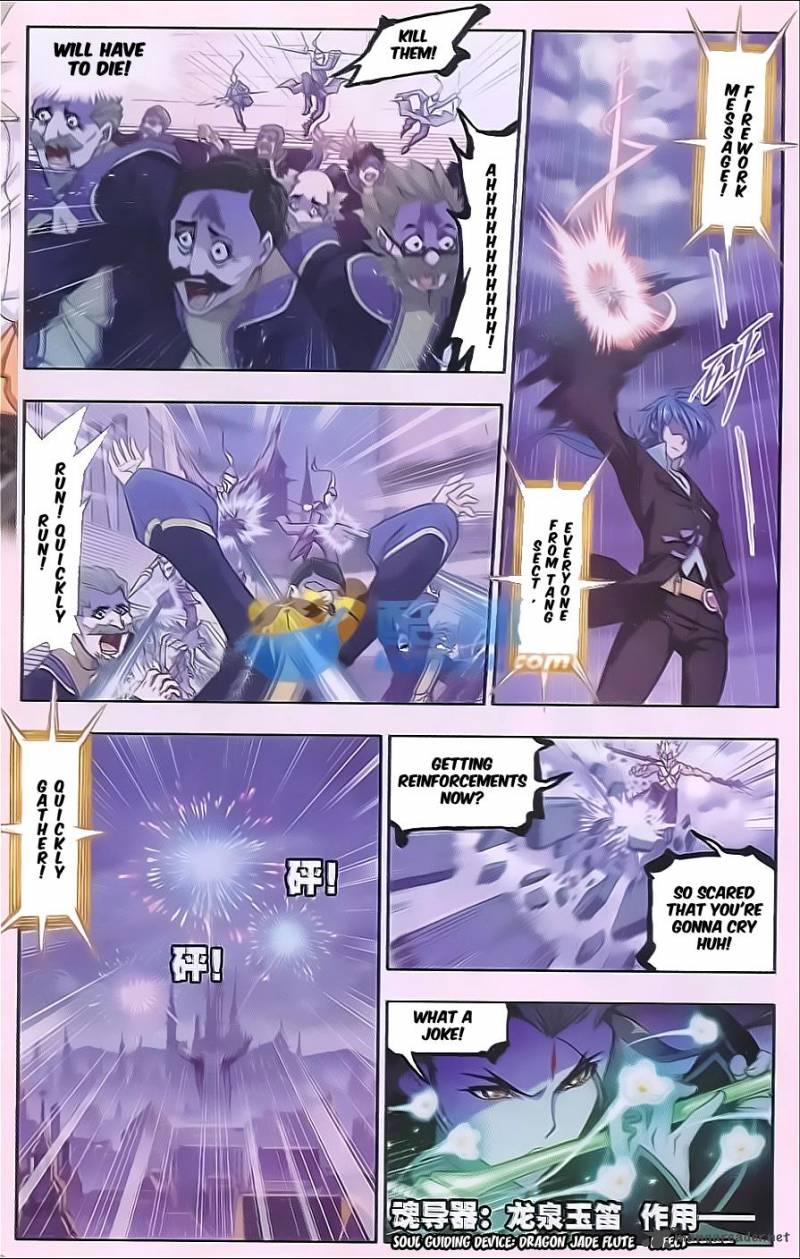 WILL HAVE
TO DIE!
KILL
THEM!
AHHHHHHHHHHH!
FIREWORK
MESSAGE!
EVERYONE
FROM TANG
SECT,
RUN! QUICKLY
RUN!
QUICKLY
GATHER!
砰!
砰!
GETTING
REINFORCEMENTS
NOW?
SO SCARED
THAT YOU'RE
GONNA CRY
HUH!
WHAT A
JOKE!
魂导器：龙泉玉笛 作用——
SOUL GUIDING DEVICE: DRAGON JADE FLUTE
.com